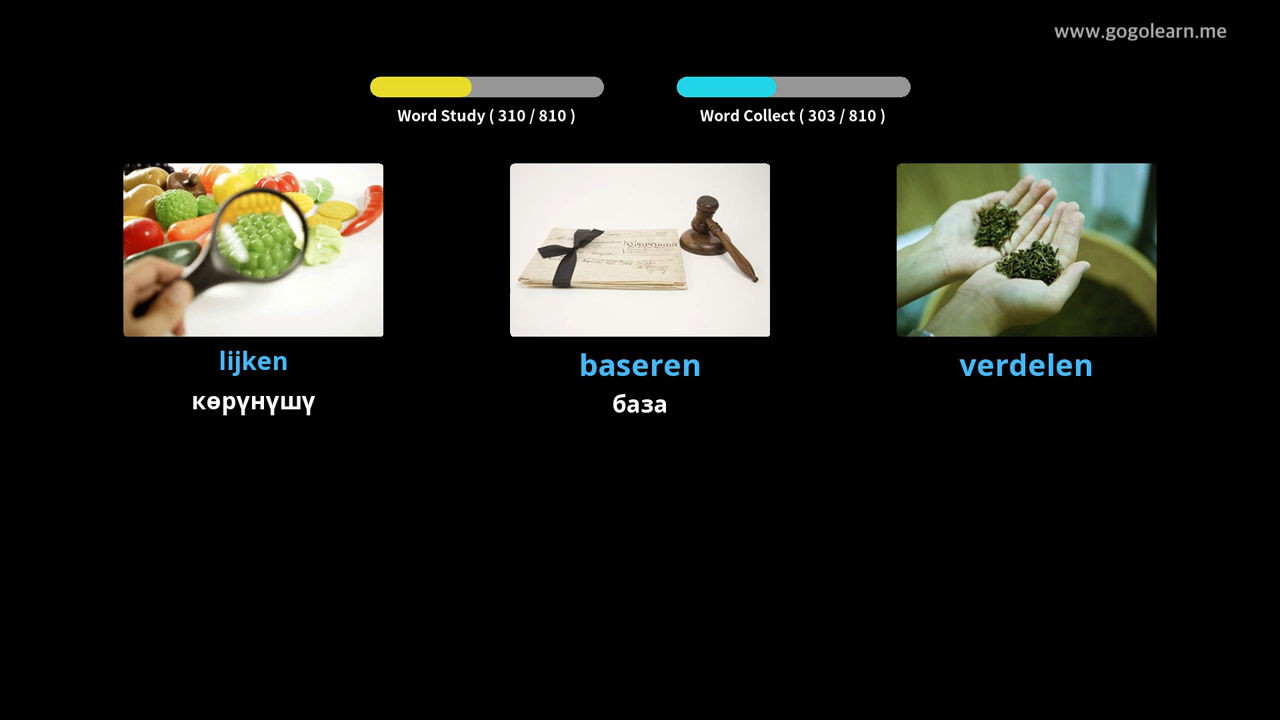 www.gogolearn.me
Word Study ( 310 / 810 )
Word Collect ( 303 / 810 )
lijken
baseren
verdelen
көрүнүшү
база